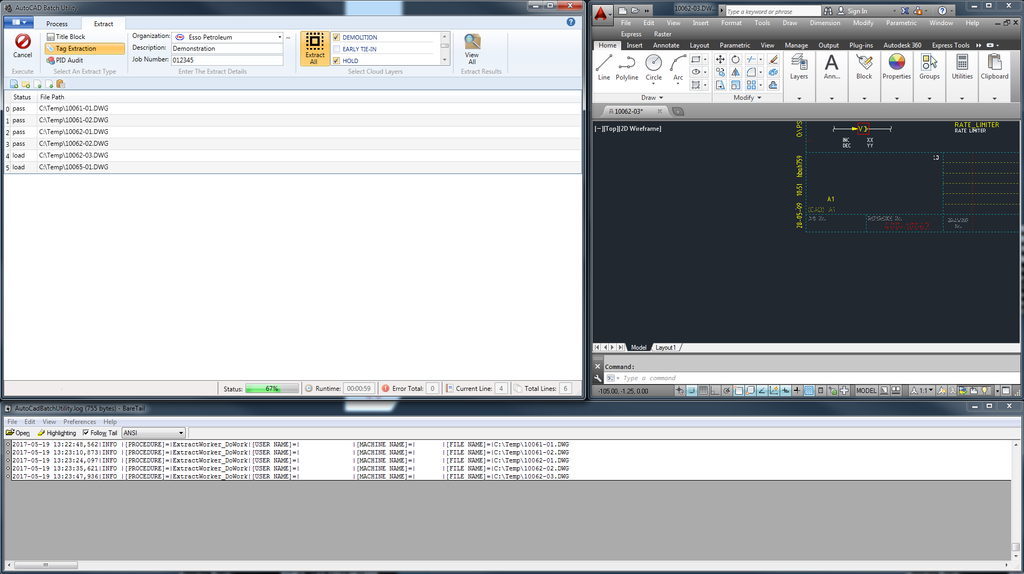 AutoCAD Batch Utility
Process
Extract
Cancel
Execute
Title Block
Tag Extraction
PID Audit
Select An Extract Type
Organization: Esso Petroleum
Description: Demonstration
Job Number: 012345
Enter The Extract Details
Extract All
DEMOLITION
EARLY TIE-IN
HOLD
Select Cloud Layers
View All
Extract Results
Status File Path
0 pass C:\Temp\10061-01.DWG
1 pass C:\Temp\10061-02.DWG
2 pass C:\Temp\10062-01.DWG
3 pass C:\Temp\10062-02.DWG
4 load C:\Temp\10062-03.DWG
5 load C:\Temp\10065-01.DWG
Status: 67% Runtime: 00:00:59 Error Total: 0 Current Line: 4 Total Lines: 6
10062-03.DW...
Type a keyword or phrase
Sign In
File Edit View Insert Format Tools Draw Dimension Modify Parametric Window Help
Express Raster
Home Insert Annotate Layout Parametric View Manage Output Plug-ins Autodesk 360 Express Tools
Line Polyline Circle Arc
Draw
Modify
Layers
Ann...
Block
Properties
Groups
Utilities
Clipboard
10062-03*
[−][Top][2D Wireframe]
RATE_LIMITER
RATE LIMITER
INC XX
DEC YY
20-05-09 10:51
A1
Model Layout1
Command:
Type a command
-105.00, -1.25, 0.00
MODEL
1:1
AutoCadBatchUtility.log (755 bytes) - BareTail
File Edit View Preferences Help
Open Highlighting Follow Tail ANSI
2017-05-19 13:22:48,562|INFO |[PROCEDURE]=|ExtractWorker_DoWork|[USER NAME]=| |[MACHINE NAME]=| |[FILE NAME]=|C:\Temp\10061-01.DWG
2017-05-19 13:23:10,873|INFO |[PROCEDURE]=|ExtractWorker_DoWork|[USER NAME]=| |[MACHINE NAME]=| |[FILE NAME]=|C:\Temp\10061-02.DWG
2017-05-19 13:23:24,097|INFO |[PROCEDURE]=|ExtractWorker_DoWork|[USER NAME]=| |[MACHINE NAME]=| |[FILE NAME]=|C:\Temp\10062-01.DWG
2017-05-19 13:23:35,621|INFO |[PROCEDURE]=|ExtractWorker_DoWork|[USER NAME]=| |[MACHINE NAME]=| |[FILE NAME]=|C:\Temp\10062-02.DWG
2017-05-19 13:23:47,936|INFO |[PROCEDURE]=|ExtractWorker_DoWork|[USER NAME]=| |[MACHINE NAME]=| |[FILE NAME]=|C:\Temp\10062-03.DWG